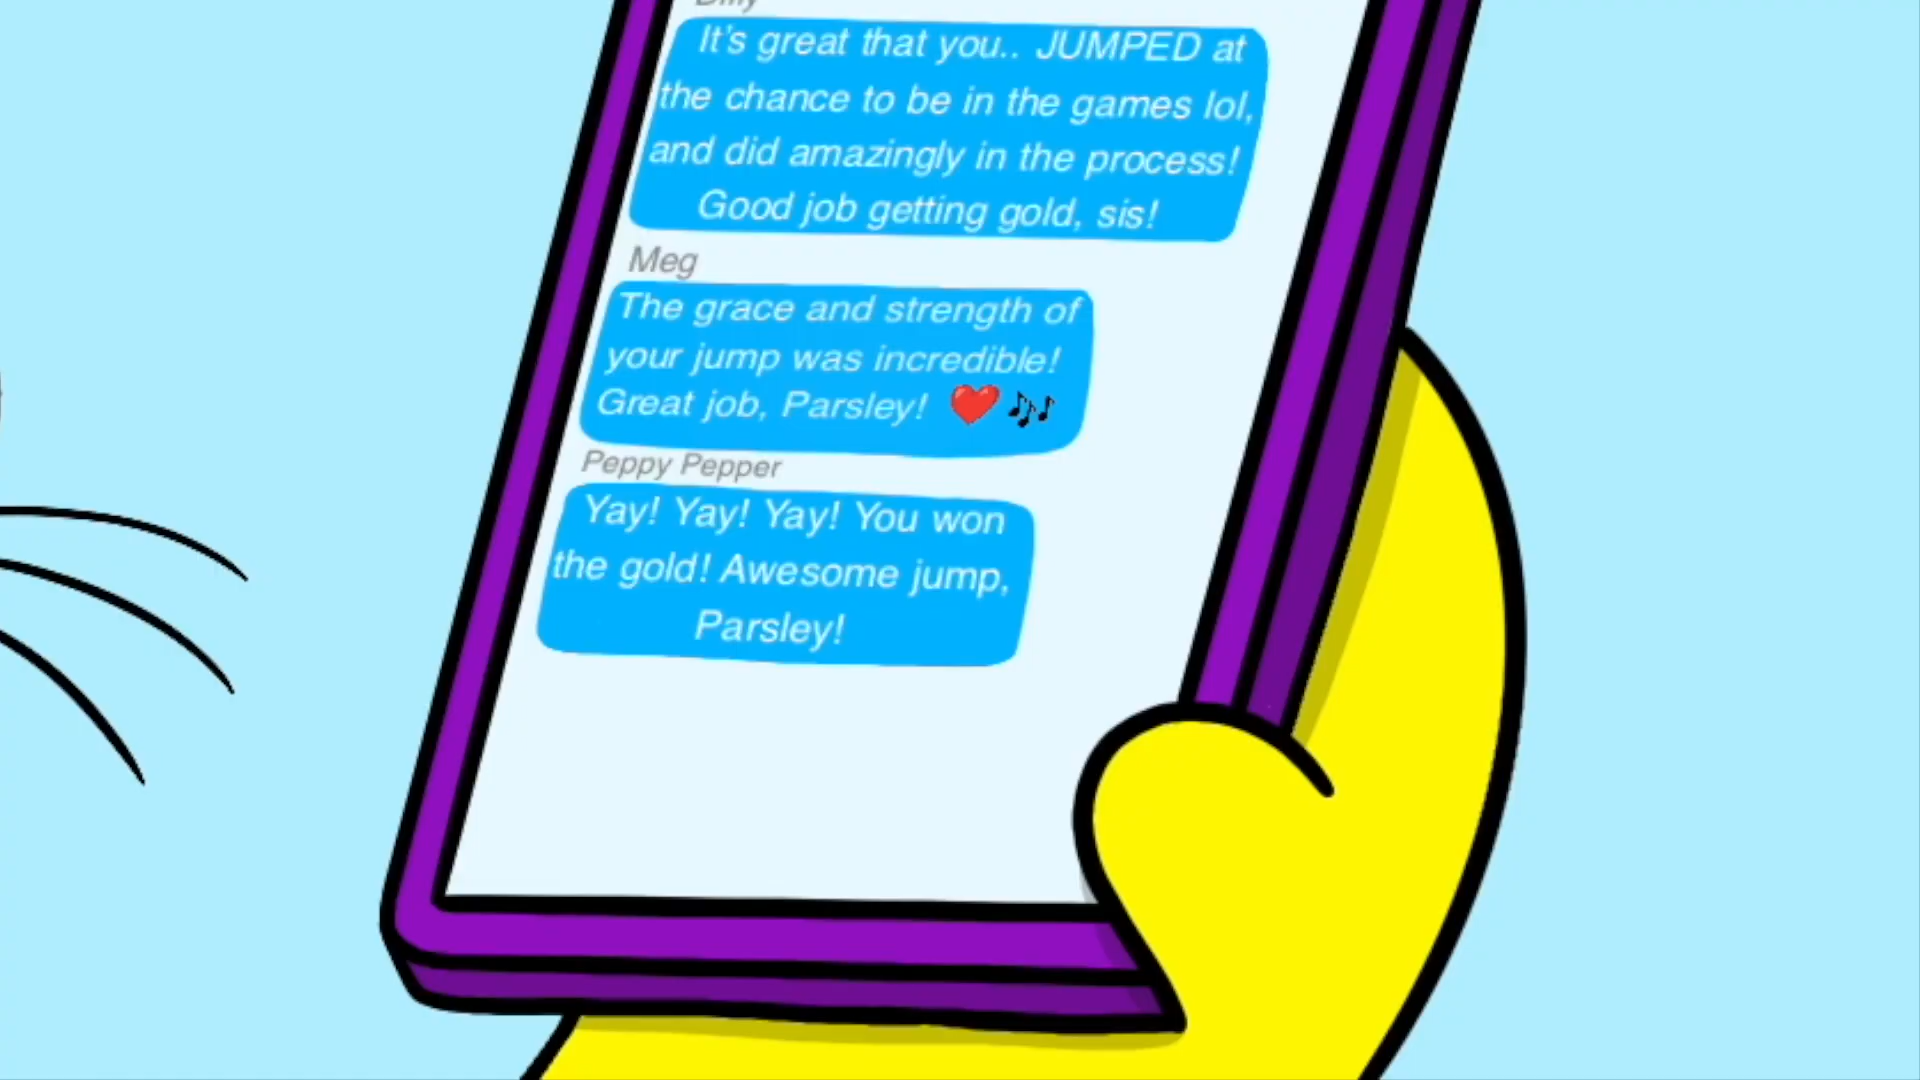 It's great that you.. JUMPED at
the chance to be in the games lol,
and did amazingly in the process!
Good job getting gold, sis!
Meg
The grace and strength of
your jump was incredible!
Great job, Parsley! ❤️🎶
Peppy Pepper
Yay! Yay! Yay! You won
the gold! Awesome jump,
Parsley!